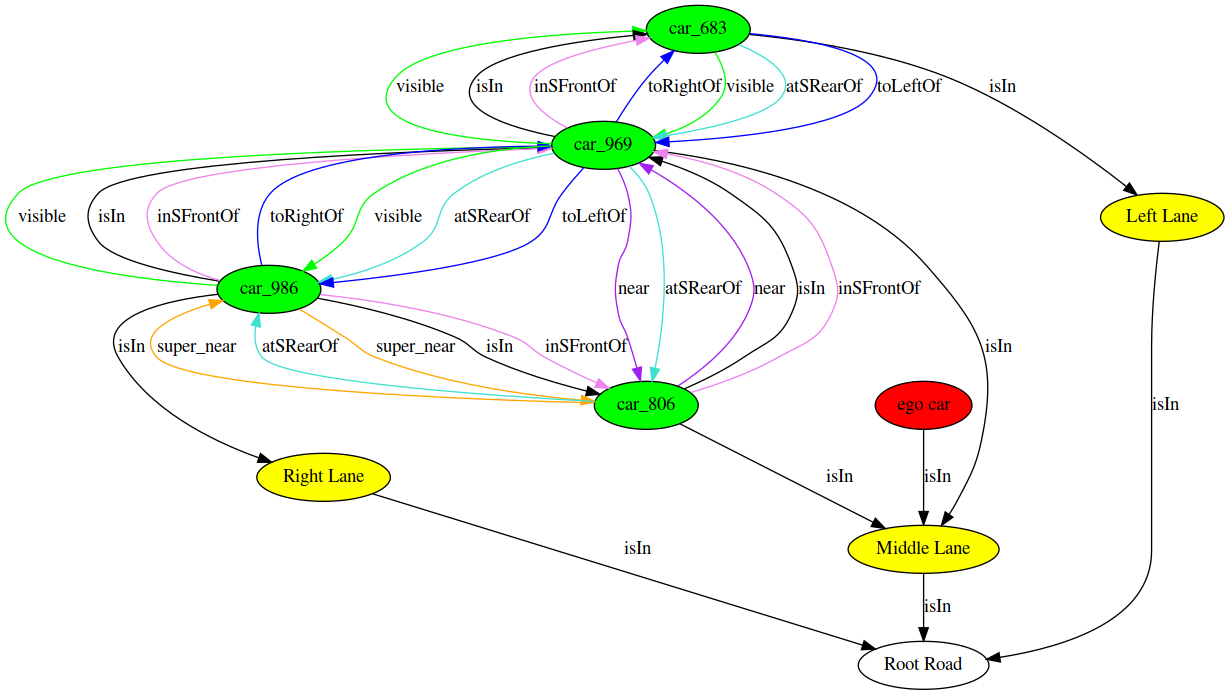 car_683
visible
isIn
inSFrontOf
toRightOf
visible
atSRearOf
toLeftOf
isIn
car_969
visible
isIn
inSFrontOf
toRightOf
visible
atSRearOf
toLeftOf
Left Lane
car_986
near
atSRearOf
near
isIn
inSFrontOf
isIn
super_near
atSRearOf
super_near
isIn
inSFrontOf
isIn
car_806
ego car
isIn
Right Lane
isIn
isIn
Middle Lane
isIn
isIn
Root Road